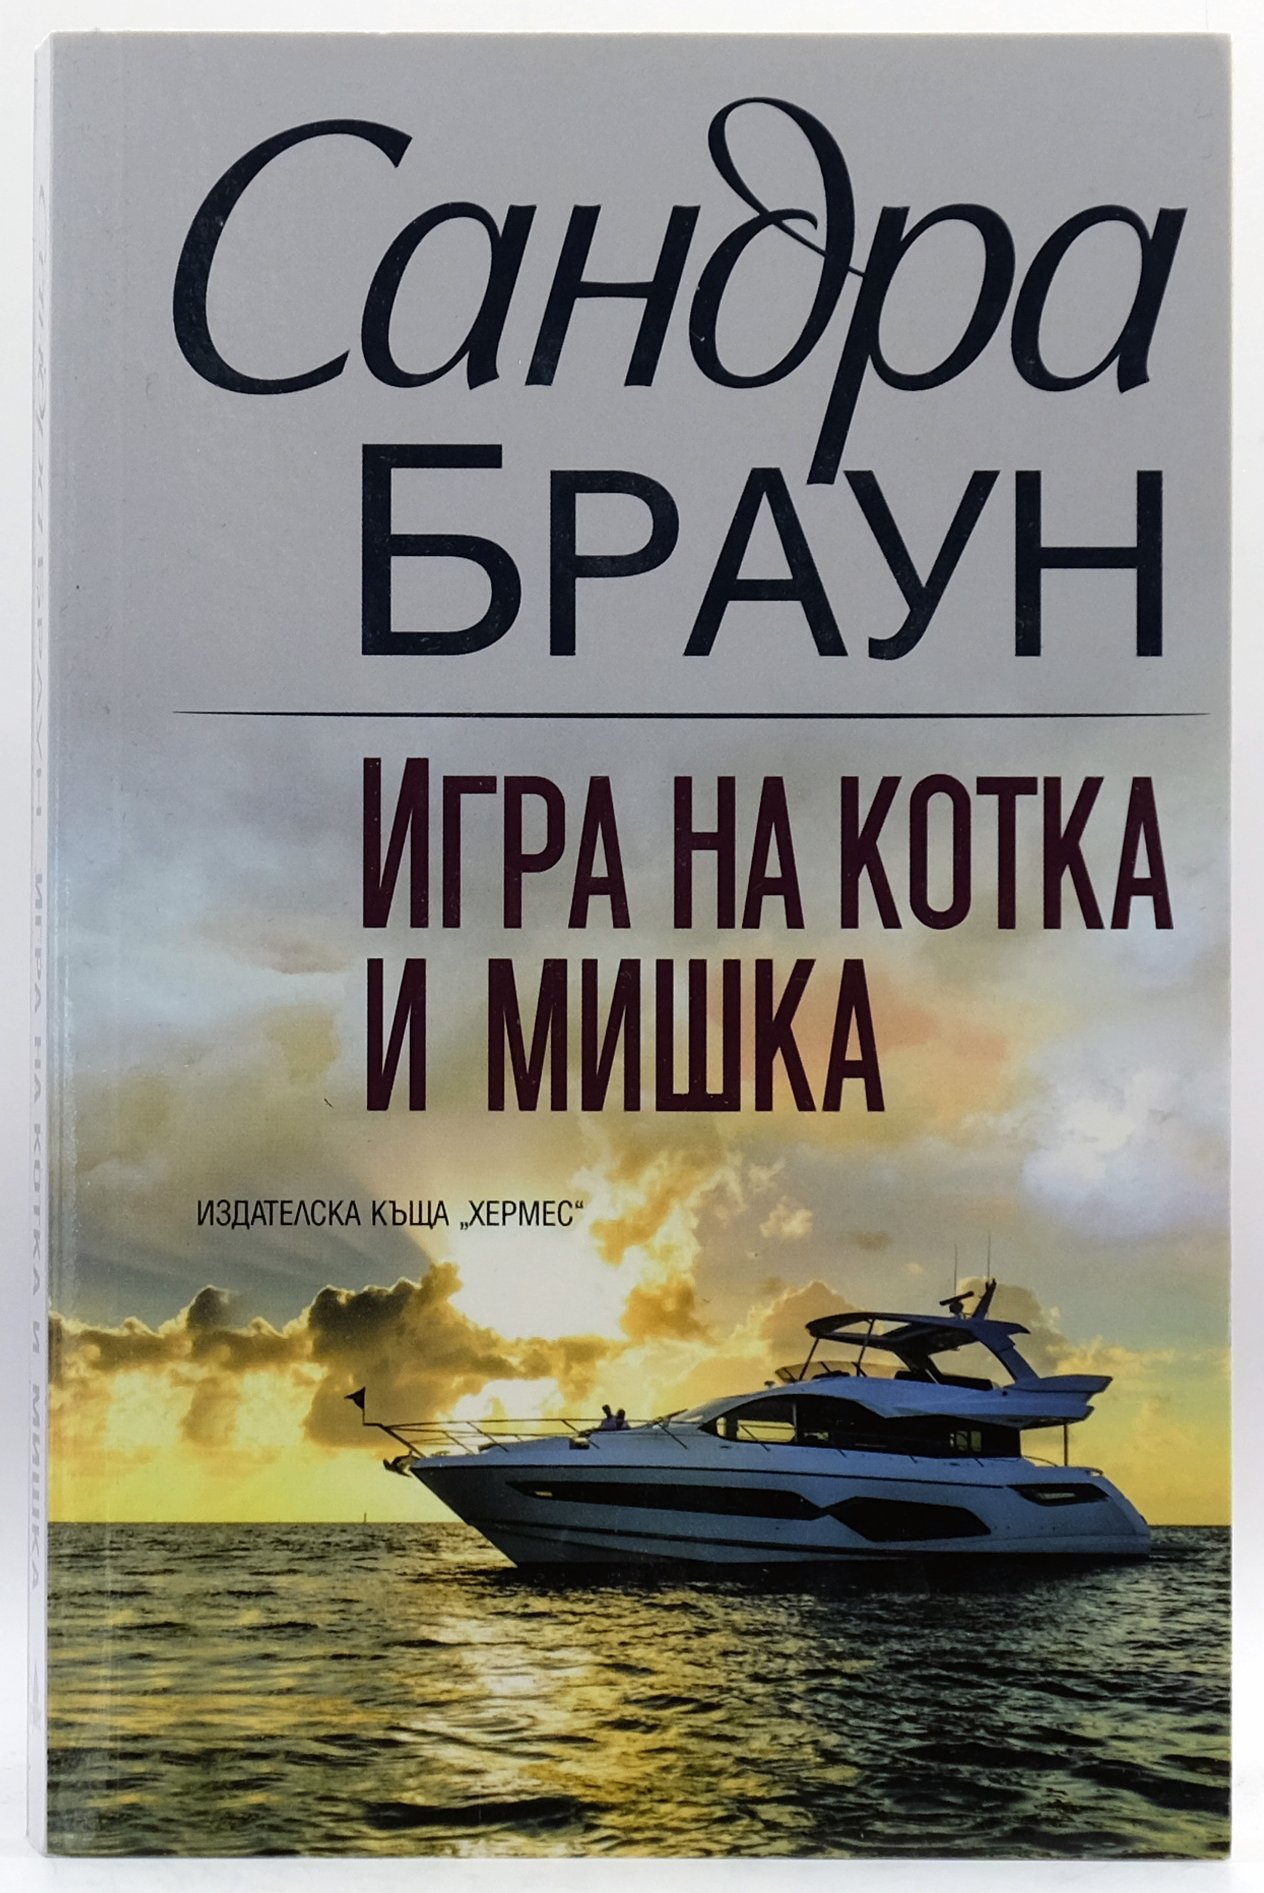 Сандра
БРАУН
ИГРА НА КОТКА
И МИШКА
ИЗДАТЕЛСКА КЪЩА „ХЕРМЕС“
САНДРА БРАУН ИГРА НА КОТКА И МИШКА